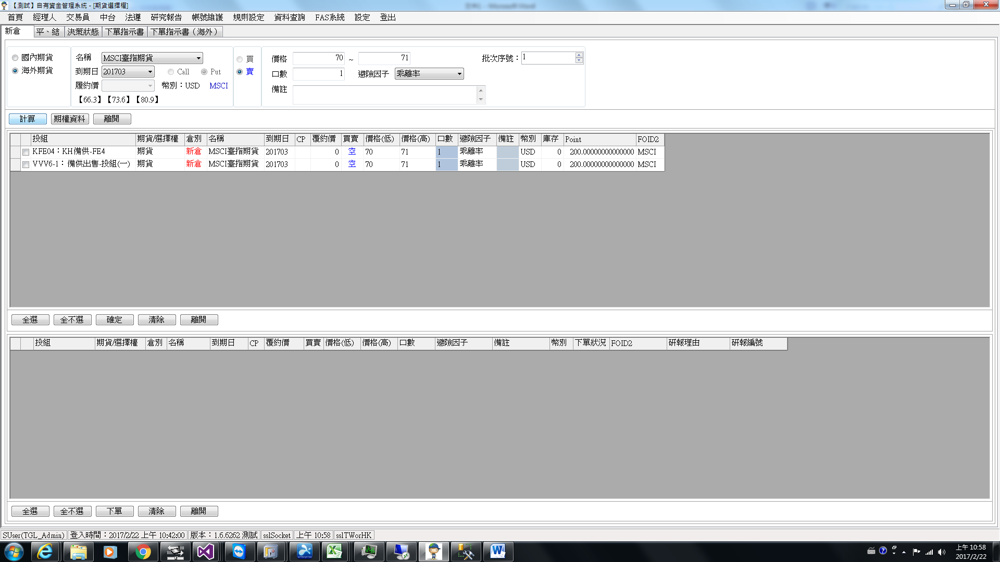 【測試】自有資金管理系統 - [期貨選擇權]
首頁 經理人 交易員 中台 法遵 研究報告 帳號維護 規則設定 資料查詢 FAS系統 設定 登出
新倉 平、結 決策狀態 下單指示書 下單指示書（海外）
國內期貨 名稱 MSCI臺指期貨 買 價格 70 ~ 71 批次序號：1
海外期貨 到期日 201703 Call Put 賣 口數 1 避險因子 乖離率
履約價 幣別：USD MSCI 備註
【66.3】【73.6】【80.9】
計算 期權資料 離開
投組 期貨/選擇權 倉別 名稱 到期日 CP 覆約價 買賣 價格(低) 價格(高) 口數 避險因子 備註 幣別 庫存 Point FOID2
KFE04：KH備供-FE4 期貨 新倉 MSCI臺指期貨 201703 0 空 70 71 1 乖離率 USD 0 200.00000000000000 MSCI
VVV6-1：備供出售-投組(一) 期貨 新倉 MSCI臺指期貨 201703 0 空 70 71 1 乖離率 USD 0 200.00000000000000 MSCI
全選 全不選 確定 清除 離開
投組 期貨/選擇權 倉別 名稱 到期日 CP 覆約價 買賣 價格(低) 價格(高) 口數 避險因子 備註 幣別 下單狀況 FOID2 研報理由 研報編號
全選 全不選 下單 清除 離開
SUser(TGL_Admin) 登入時間：2017/2/22 上午 10:42:00 版本：1.6.6262 測試 sslSocket 上午 10:58 sslTWorHK
上午 10:58
2017/2/22